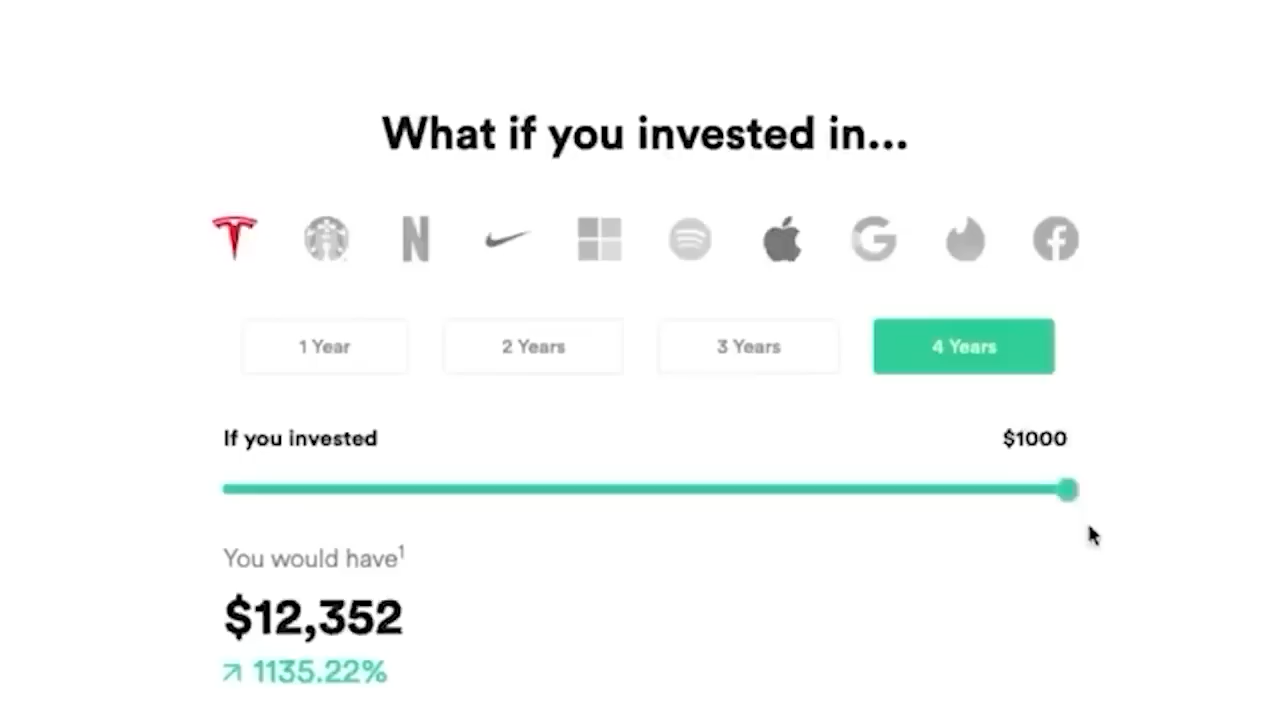 What if you invested in...
1 Year
2 Years
3 Years
4 Years
If you invested
$1000
You would have¹
$12,352
1135.22%